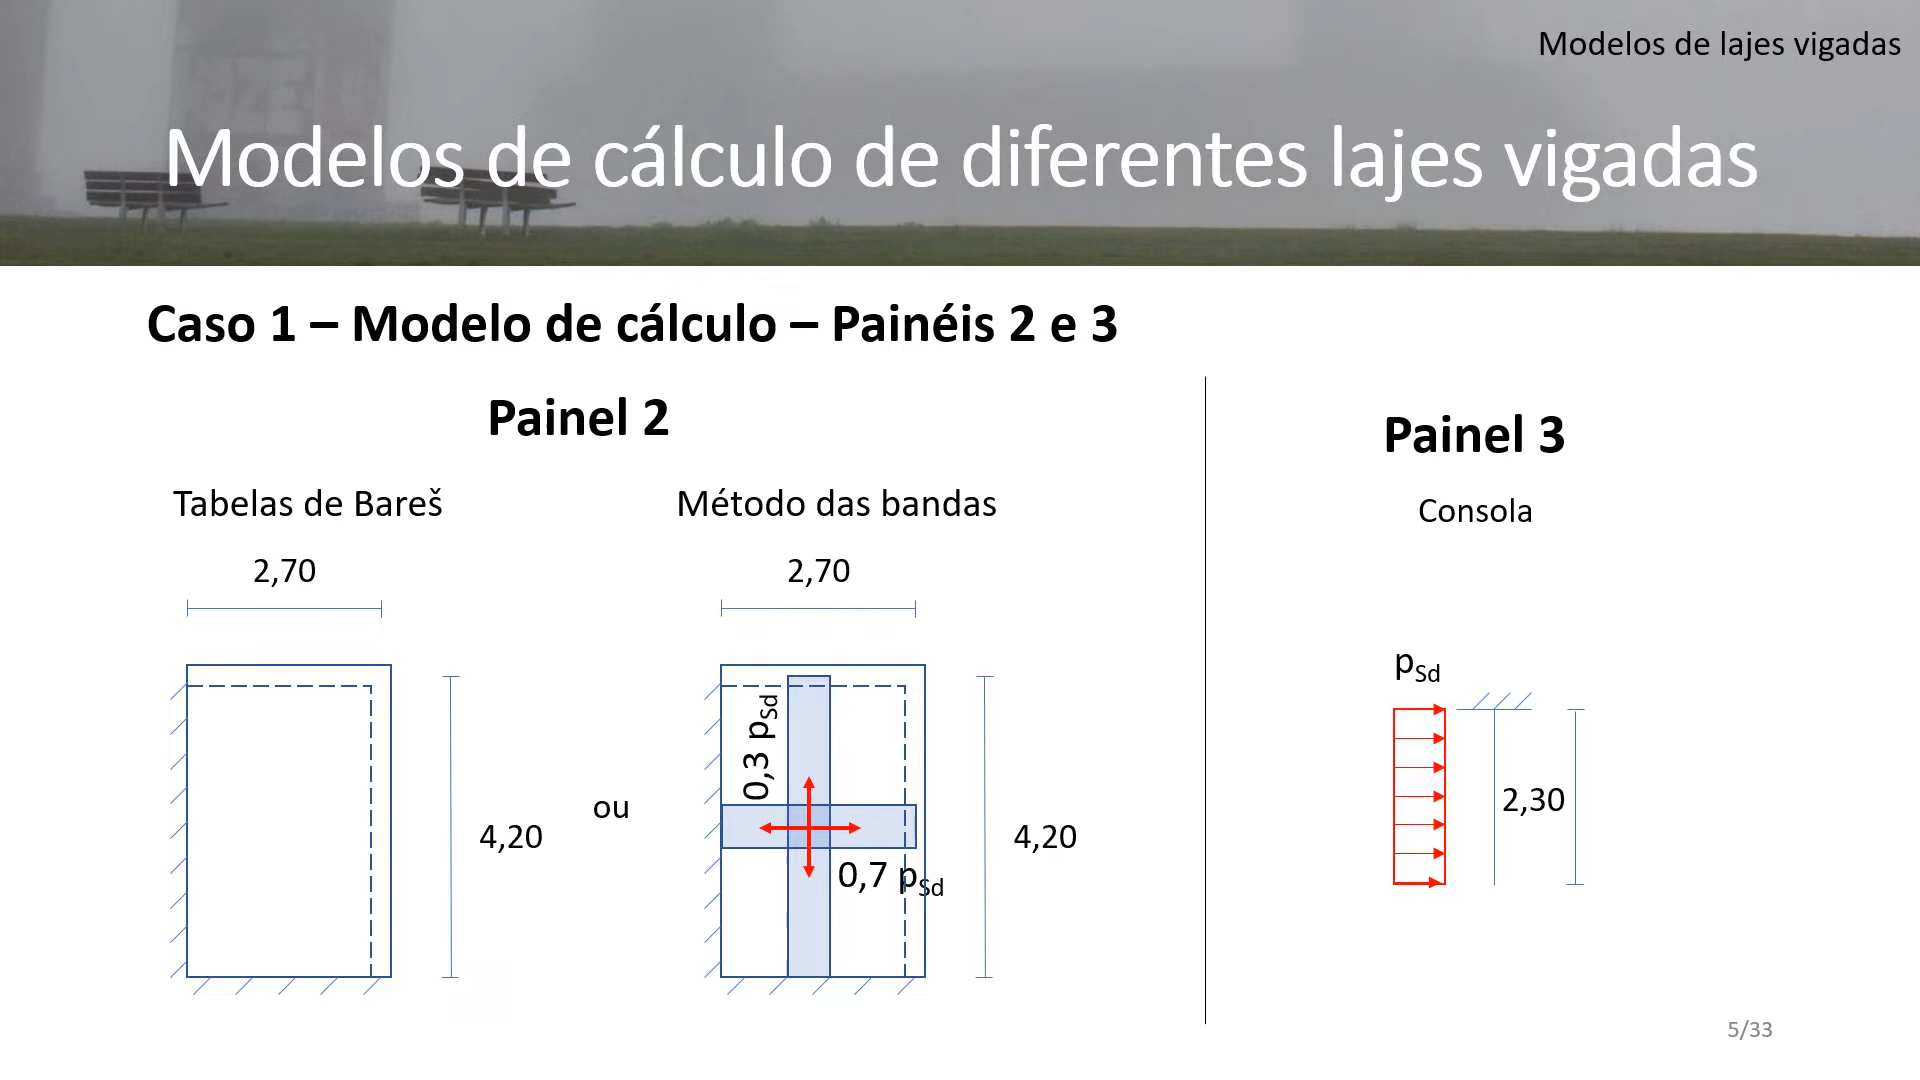 Modelos de lajes vigadas
Modelos de cálculo de diferentes lajes vigadas
Caso 1 – Modelo de cálculo – Painéis 2 e 3
Painel 2
Tabelas de Bareš
2,70
4,20
ou
Método das bandas
2,70
0,3 pSd
0,7 pSd
4,20
Painel 3
Consola
pSd
2,30
5/33